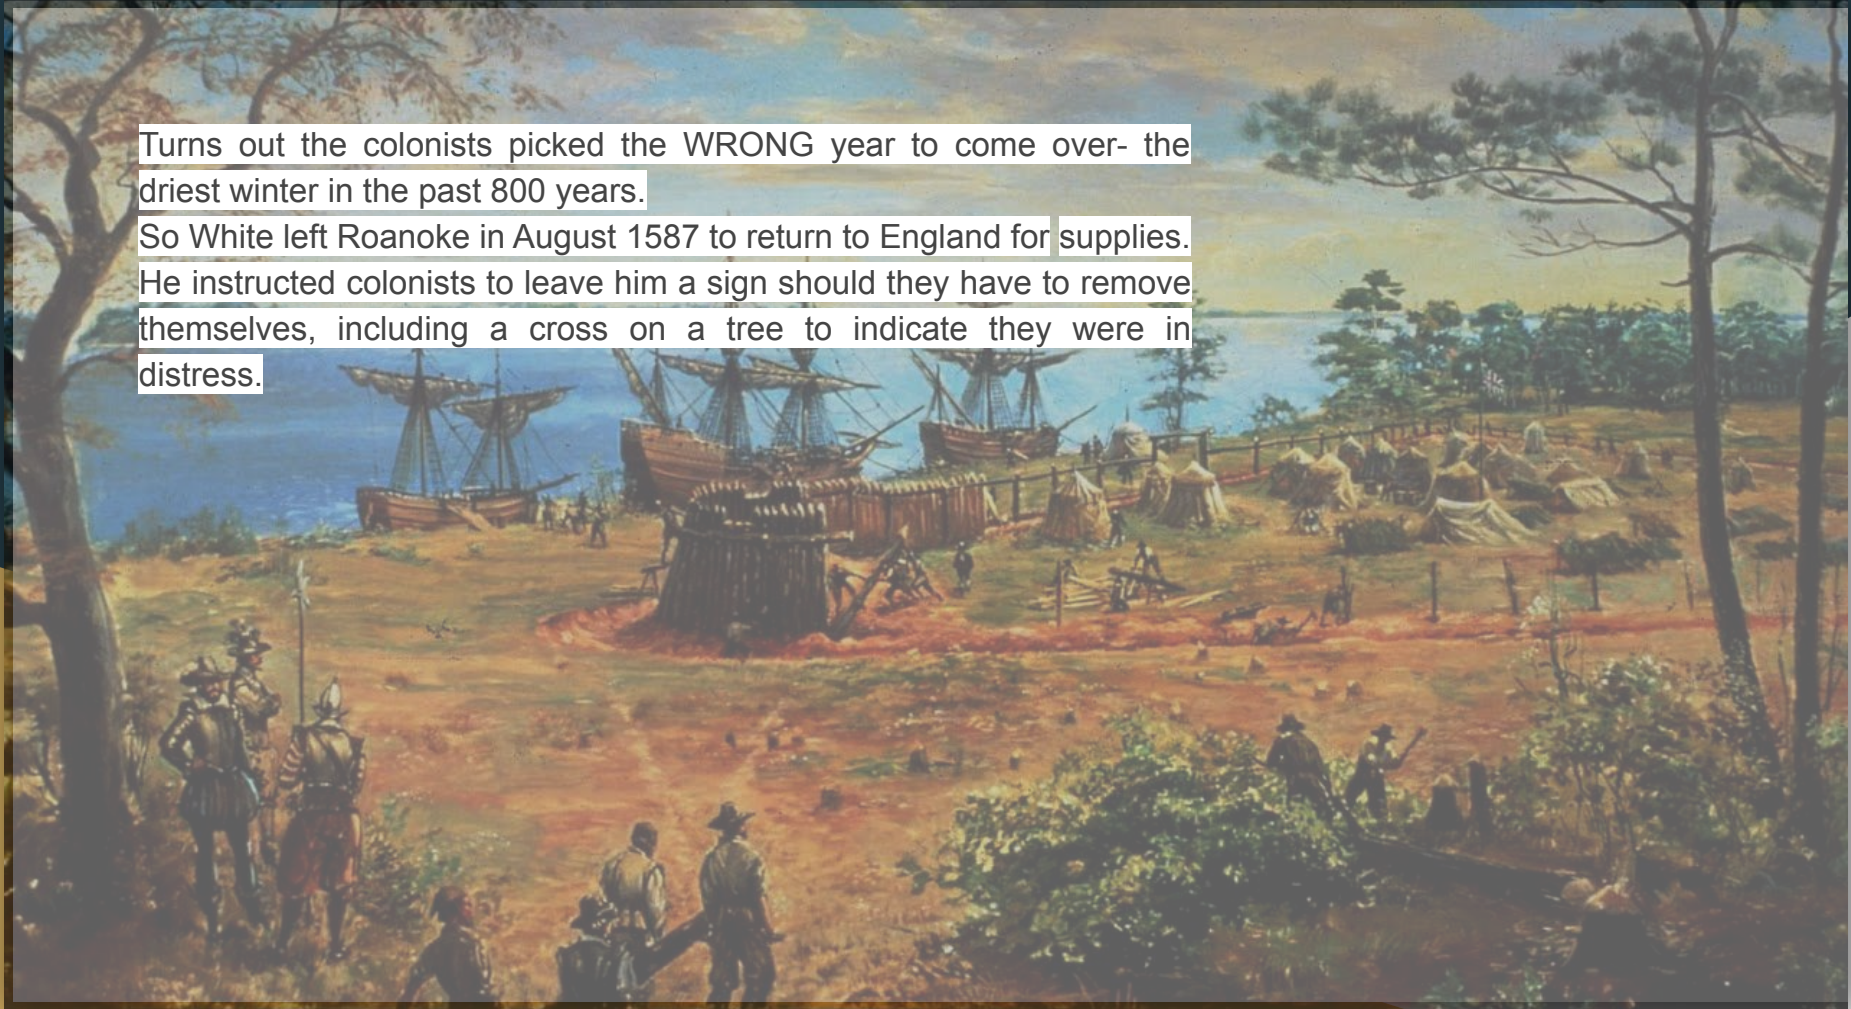 Turns out the colonists picked the WRONG year to come over- the
driest winter in the past 800 years.
So White left Roanoke in August 1587 to return to England for supplies.
He instructed colonists to leave him a sign should they have to remove
themselves, including a cross on a tree to indicate they were in
distress.